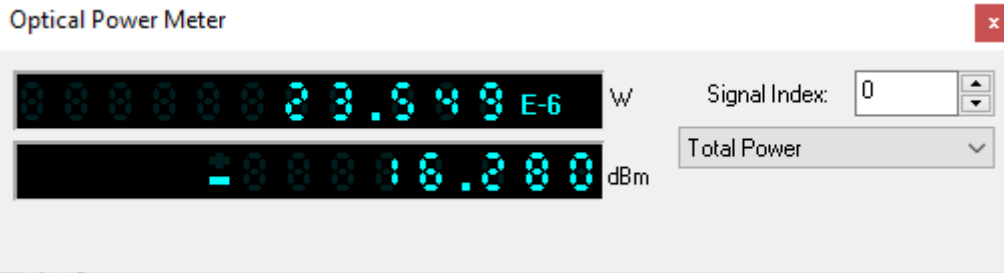 Optical Power Meter
x
23.549 E-6 W
Signal Index: 0
-16.280 dBm
Total Power